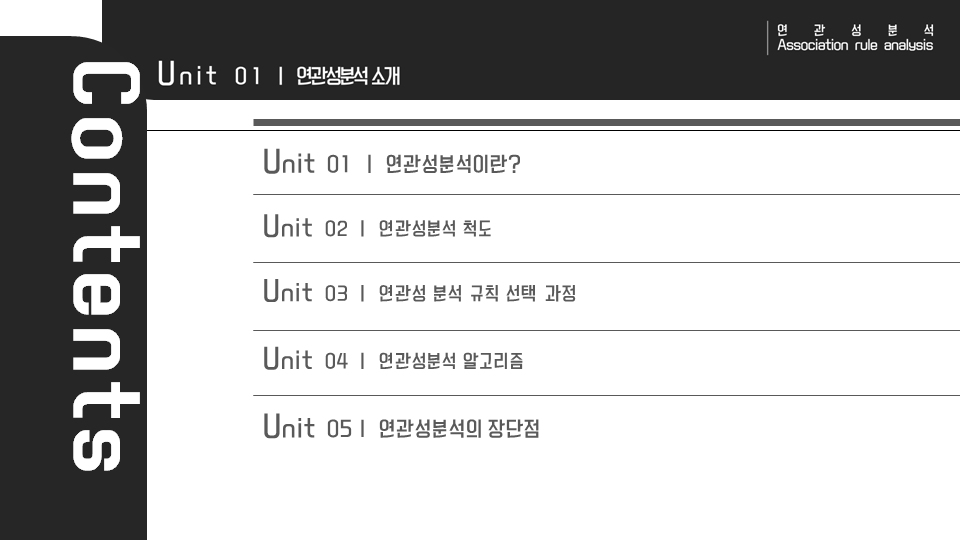 연관성분석
Association rule analysis
Unit 01 | 연관성분석 소개
Contents
Unit 01 | 연관성분석이란?
Unit 02 | 연관성분석 척도
Unit 03 | 연관성 분석 규칙 선택 과정
Unit 04 | 연관성분석 알고리즘
Unit 05 | 연관성분석의 장단점